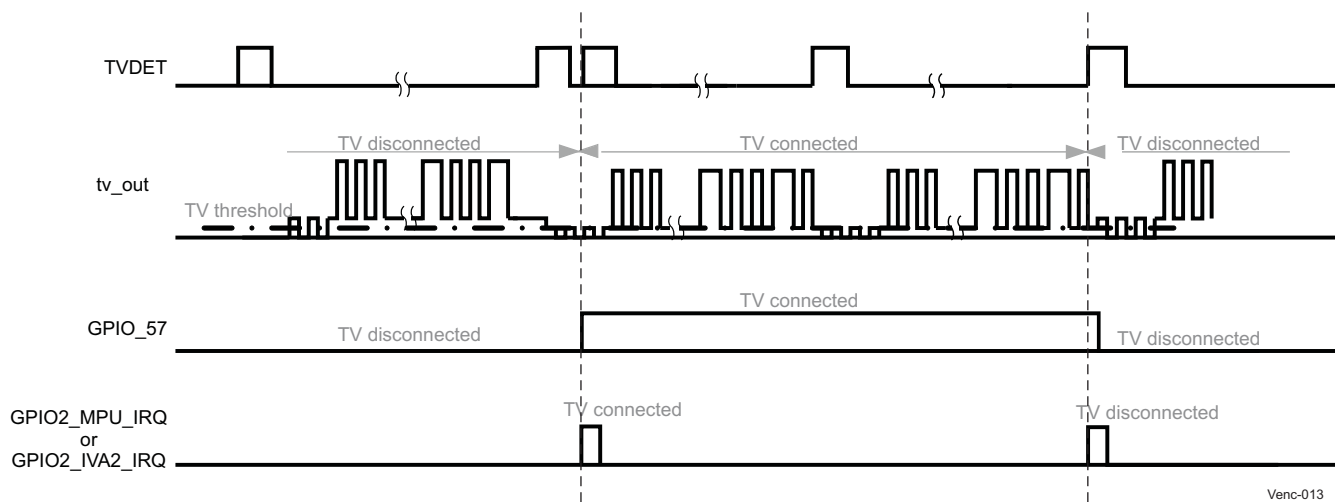 TVDET
TV disconnected
TV connected
TV disconnected
tv_out
TV threshold
TV connected
GPIO_57
TV disconnected
TV disconnected
TV connected
TV disconnected
GPIO2_MPU_IRQ
or
GPIO2_IVA2_IRQ
Venc-013